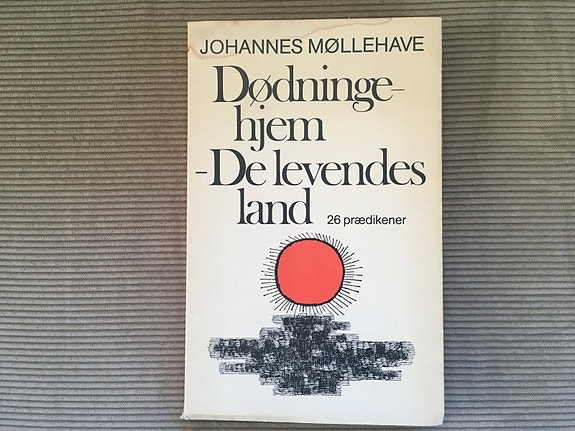 JOHANNES MØLLEHAVE
Dødninge-
hjem
-De levendes
land 26 prædikener